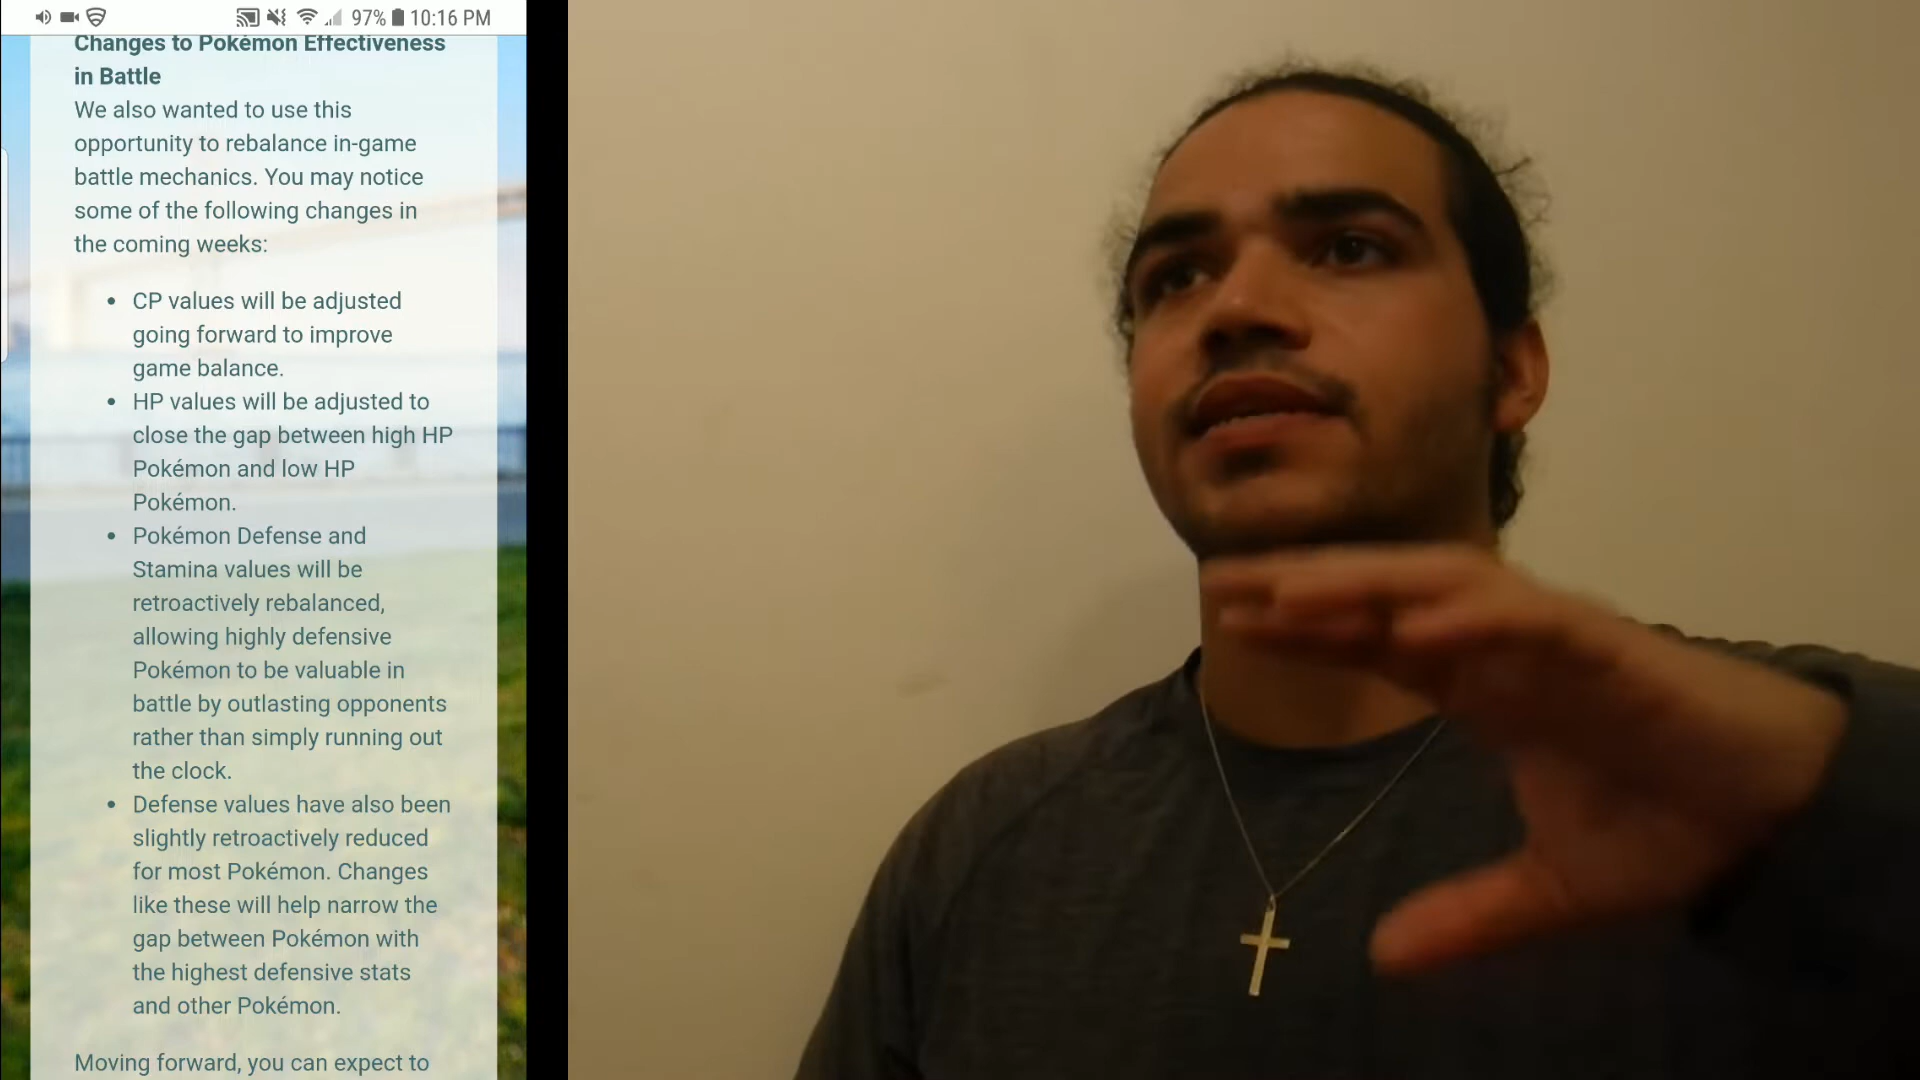 97% 10:16 PM
Changes to Pokémon Effectiveness
in Battle
We also wanted to use this
opportunity to rebalance in-game
battle mechanics. You may notice
some of the following changes in
the coming weeks:
• CP values will be adjusted
going forward to improve
game balance.
• HP values will be adjusted to
close the gap between high HP
Pokémon and low HP
Pokémon.
• Pokémon Defense and
Stamina values will be
retroactively rebalanced,
allowing highly defensive
Pokémon to be valuable in
battle by outlasting opponents
rather than simply running out
the clock.
• Defense values have also been
slightly retroactively reduced
for most Pokémon. Changes
like these will help narrow the
gap between Pokémon with
the highest defensive stats
and other Pokémon.
Moving forward, you can expect to